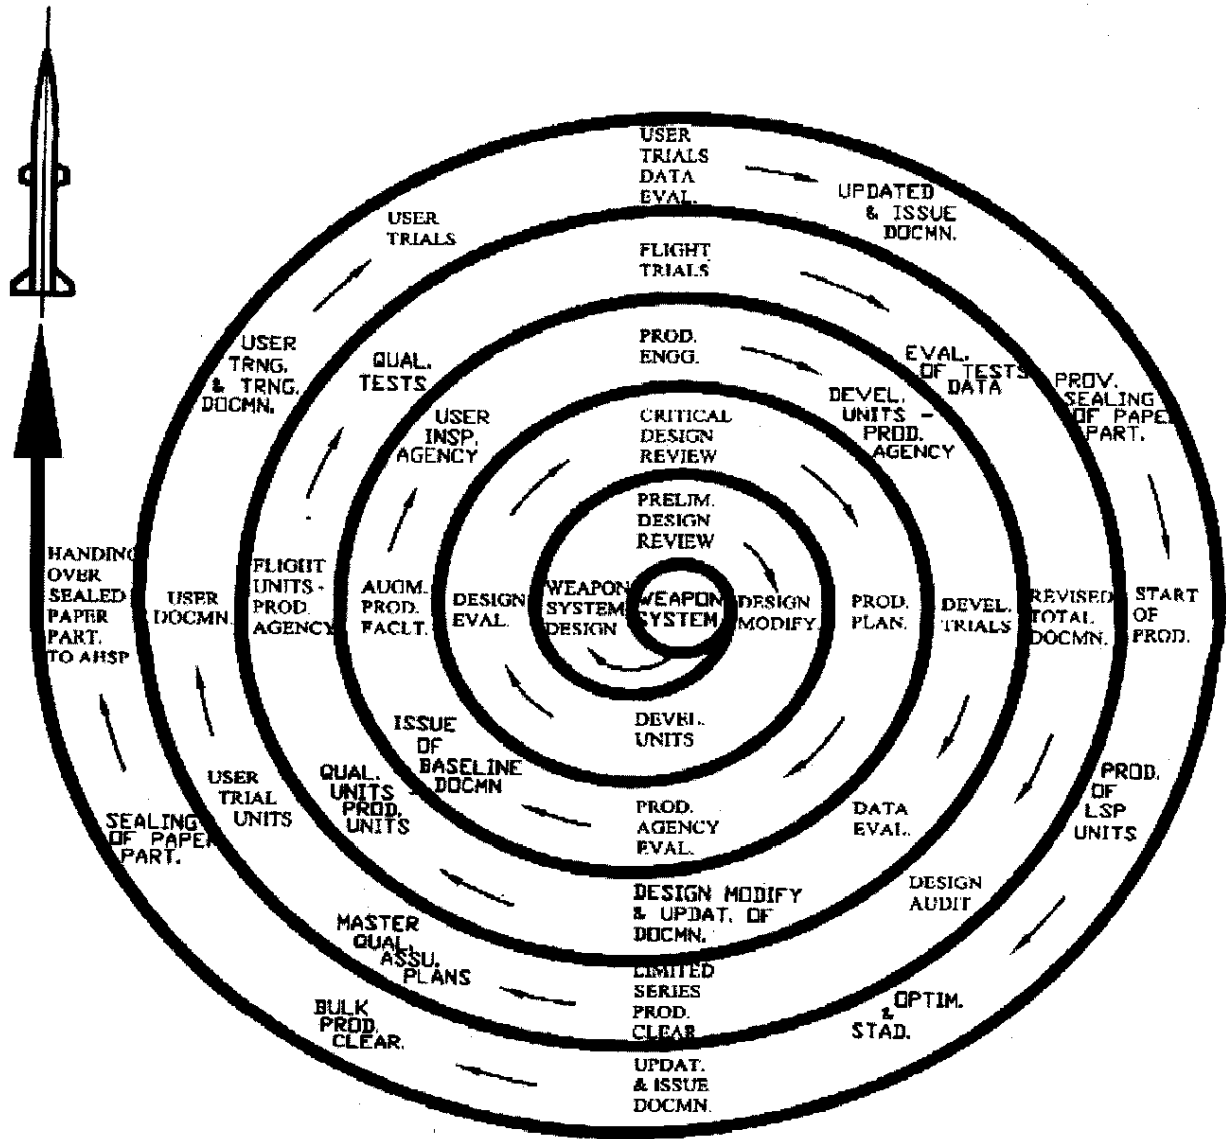 USER
TRIALS
DATA
EVAL.
UPDATED
& ISSUE
DOCMN.
USER
TRIALS
FLIGHT
TRIALS
USER
TRNG.
& TRNG.
DOCMN.
QUAL.
TESTS
PROD.
ENGG.
EVAL.
OF TESTS
DATA
PROV.
SEALING
OF PAPER
PART.
DEVEL.
UNITS -
PROD.
AGENCY
USER
INSP.
AGENCY
CRITICAL
DESIGN
REVIEW
PRELIM.
DESIGN
REVIEW
HANDING
OVER
SEALED
PAPER
PART.
TO AHSP
USER
DOCMN.
FLIGHT
UNITS -
PROD.
AGENCY
AUGM.
PROD.
FACLT.
DESIGN
EVAL.
WEAPON
SYSTEM
DESIGN
WEAPON
SYSTEM
DESIGN
MODIFY.
PROD.
PLAN.
DEVEL.
TRIALS
REVISED
TOTAL
DOCMN.
START
OF
PROD.
DEVEL.
UNITS
ISSUE
OF
BASELINE
DOCMN
QUAL.
UNITS -
PROD.
UNITS
USER
TRIAL
UNITS
SEALING
OF PAPER
PART.
PROD.
AGENCY
EVAL.
DATA
EVAL.
PROD.
OF
LSP
UNITS
DESIGN MODIFY
& UPDAT. OF
DOCMN.
DESIGN
AUDIT
MASTER
QUAL.
ASSU.
PLANS
LIMITED
SERIES
PROD.
CLEAR
OPTIM.
&
STAD.
BULK
PROD.
CLEAR.
UPDAT.
& ISSUE
DOCMN.